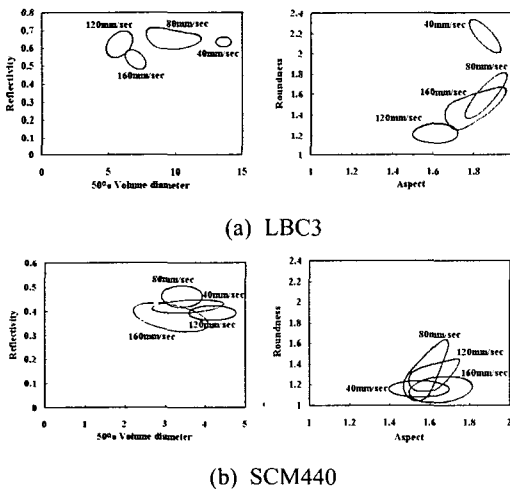 120mm/sec 80mm/sec
40mm/sec
160mm/sec
Reflectivity
0.8
0.7
0.6
0.5
0.4
0.3
0.2
0.1
0
0 5 10 15
50% Volume diameter
40mm/sec
80mm/sec
160mm/sec
120mm/sec
Roundness
2.4
2.2
2
1.8
1.6
1.4
1.2
1
1 1.2 1.4 1.6 1.8 2
Aspect
(a) LBC3
80mm/sec
40mm/sec
120mm/sec
160mm/sec
Reflectivity
0.6
0.5
0.4
0.3
0.2
0.1
0
0 1 2 3 4 5
50% Volume diameter
80mm/sec
120mm/sec
160mm/sec
40mm/sec
Roundness
2.4
2.2
2
1.8
1.6
1.4
1.2
1
1 1.2 1.4 1.6 1.8 2
Aspect
(b) SCM440